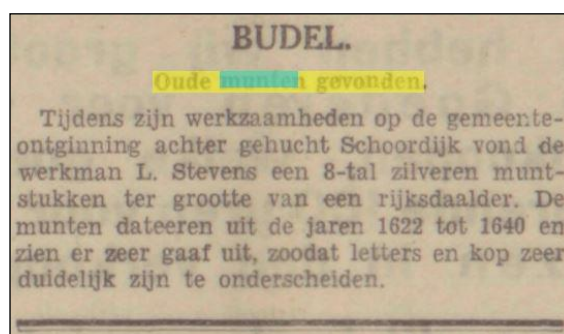 BUDEL.
Oude munten gevonden.
Tijdens zijn werkzaamheden op de gemeente-
ontginning achter gehucht Schoordijk vond de
werkman L. Stevens een 8-tal zilveren munt-
stukken ter grootte van een rijksdaalder. De
munten dateeren uit de jaren 1622 tot 1640 en
zien er zeer gaaf uit, zoodat letters en kop zeer
duidelijk zijn te onderscheiden.